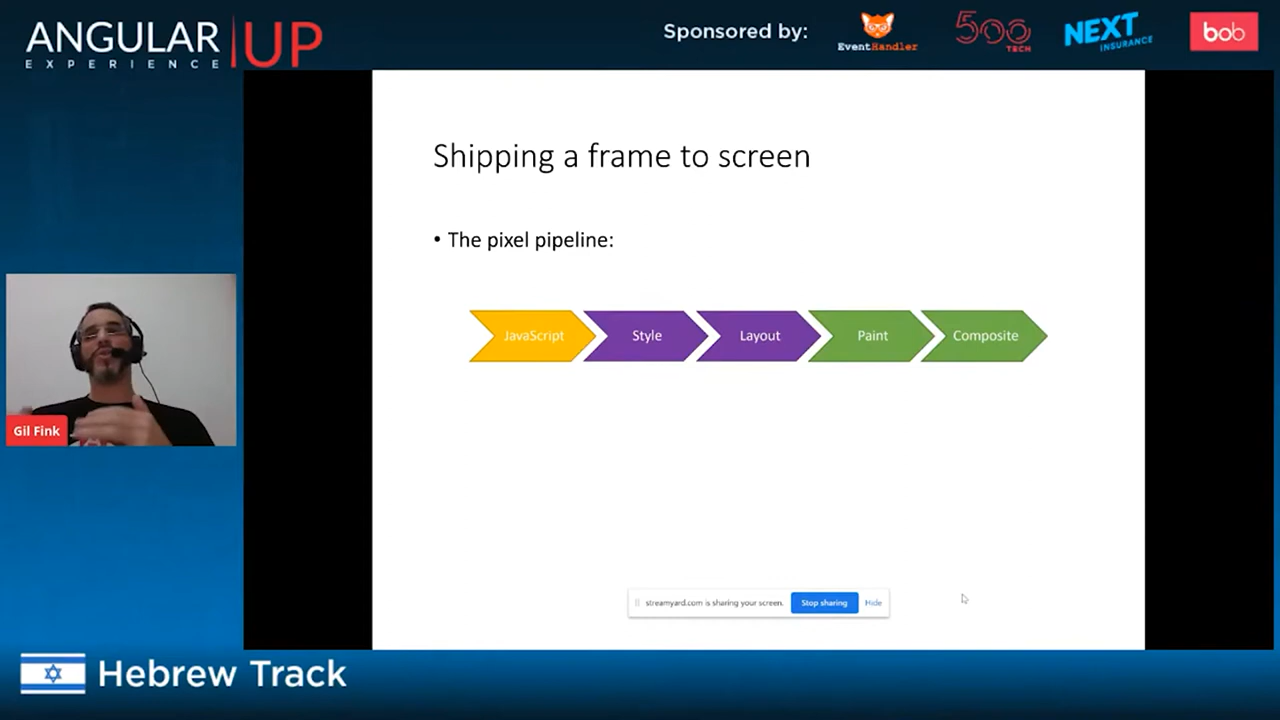 ANGULAR UP
EXPERIENCE
Sponsored by:
EventHandler
500
TECH
NEXT
INSURANCE
bob
Shipping a frame to screen
• The pixel pipeline:
JavaScript Style Layout Paint Composite
Gil Fink
streamyard.com is sharing your screen. Stop sharing Hide
Hebrew Track